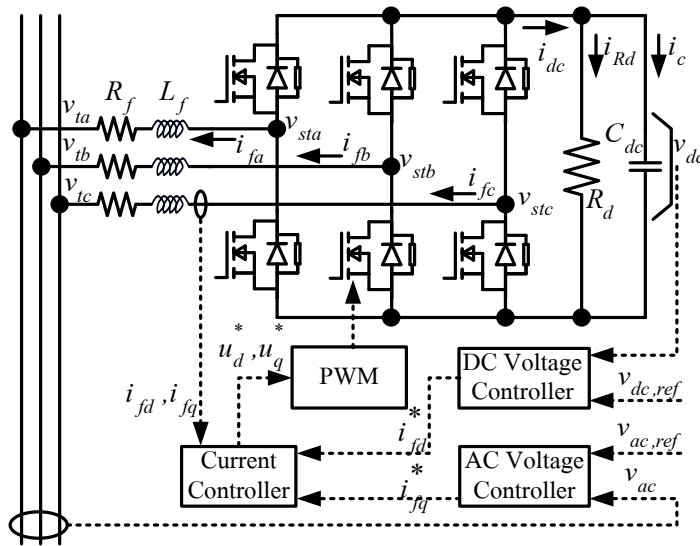 i_dc
i_Rd
i_c
v_ta
R_f
L_f
v_sta
i_fa
C_dc
v_dc
v_tb
i_fb
v_stb
v_tc
i_fc
v_stc
R_d
u_d^*, u_q^*
PWM
DC Voltage
Controller
v_dc,ref
i_fd, i_fq
i_fd^*
v_ac,ref
Current
Controller
AC Voltage
Controller
i_fq^*
v_ac